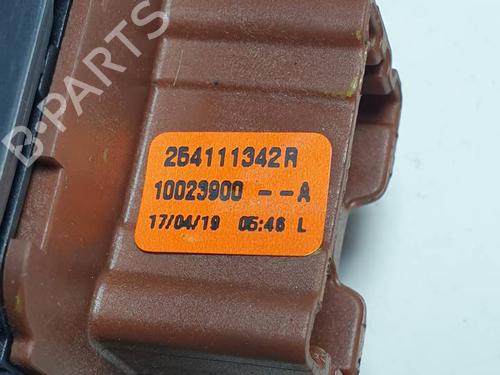 B-PARTS
254111342R
10023900 --A
17/04/19 05:46 L